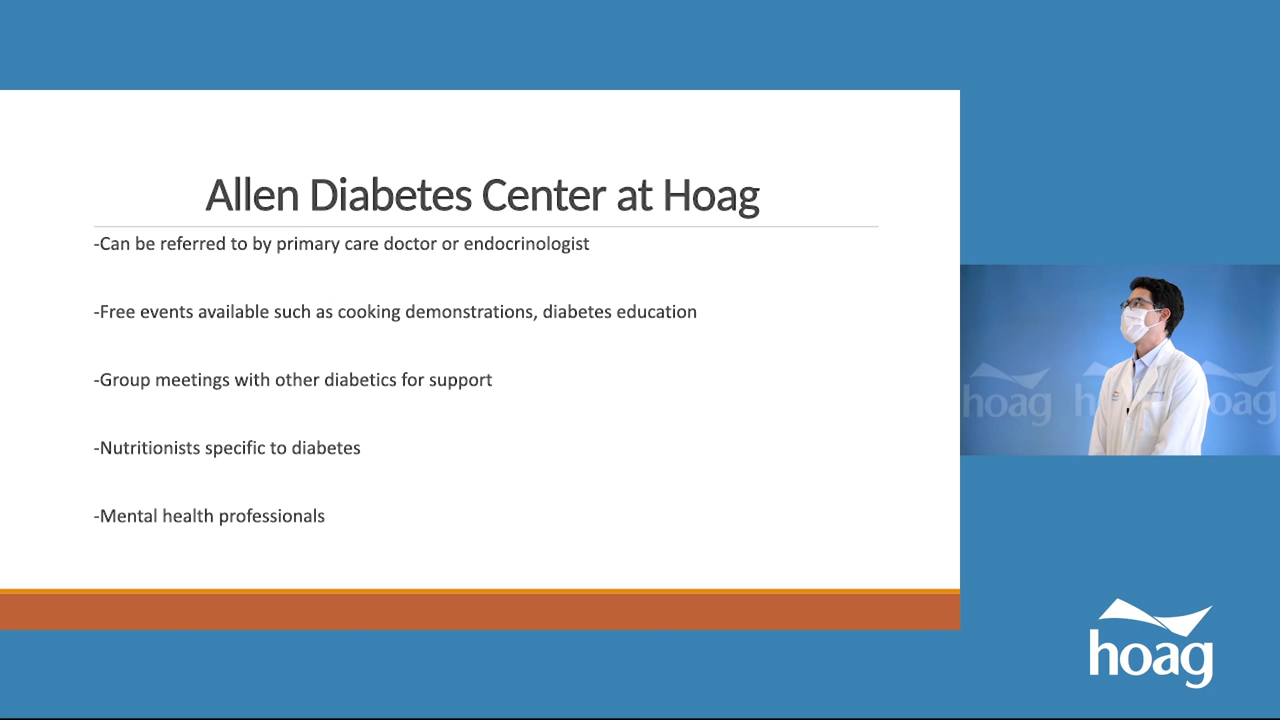 Allen Diabetes Center at Hoag
-Can be referred to by primary care doctor or endocrinologist
-Free events available such as cooking demonstrations, diabetes education
-Group meetings with other diabetics for support
-Nutritionists specific to diabetes
-Mental health professionals
hoag
h
oag
hoag